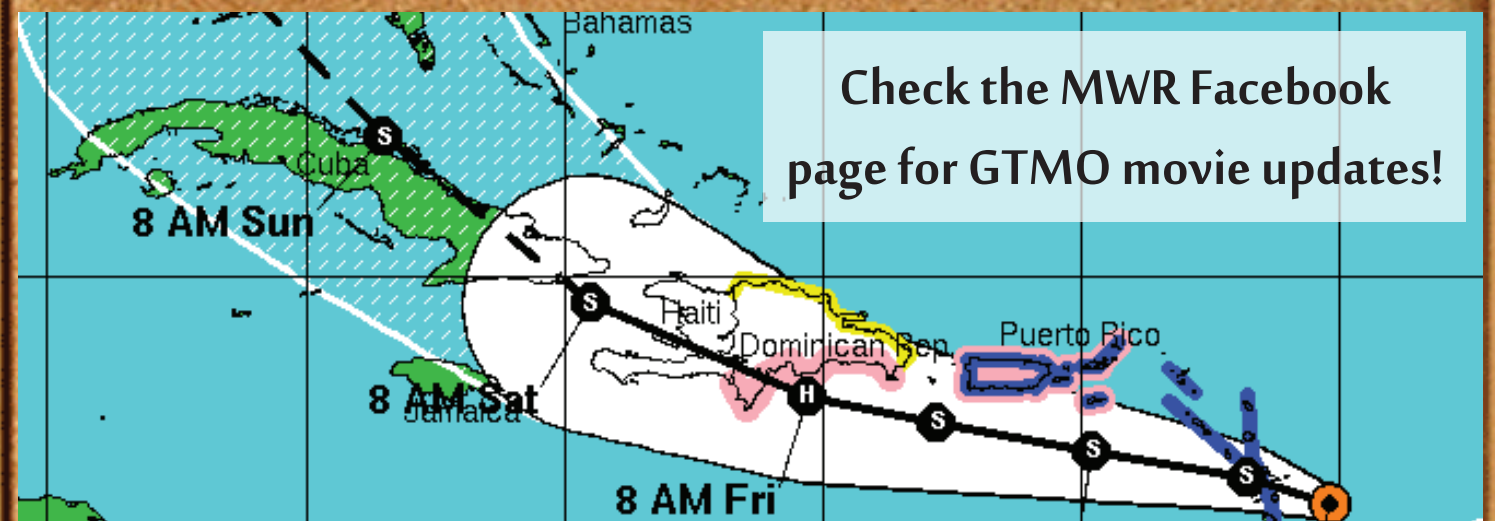 Bahamas
Check the MWR Facebook
page for GTMO movie updates!
S
Cuba
8 AM Sun
S
Haiti
Dominican Rep
Puerto Rico
8 AM Sat
Jamaica
H
S
S
S
8 AM Fri